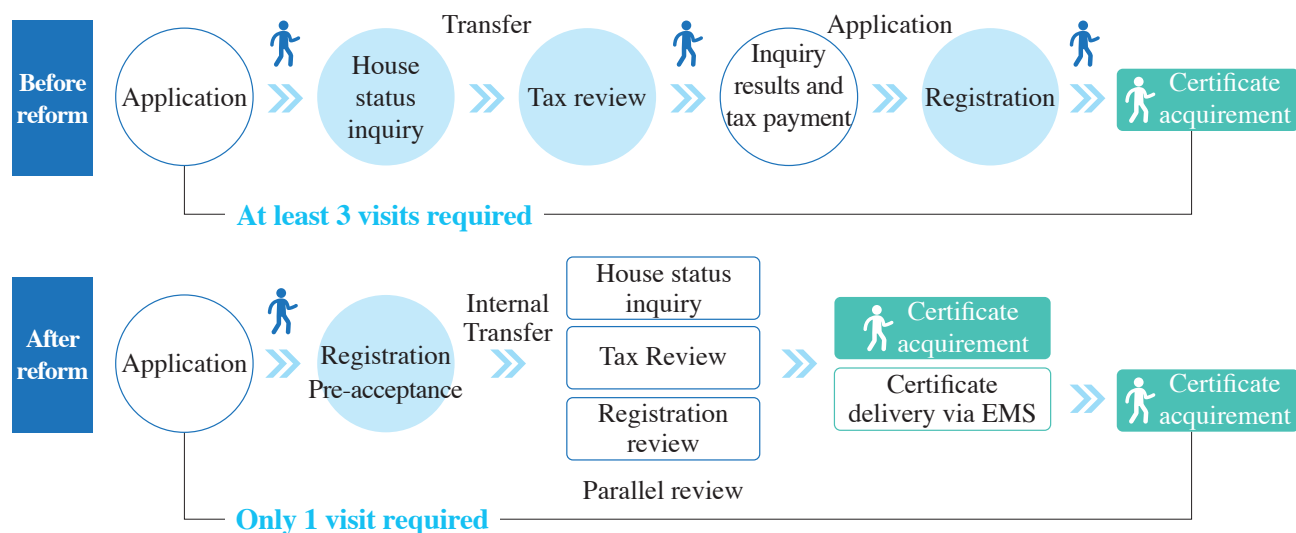 Before
reform
Application
House
status
inquiry
Transfer
Tax review
Inquiry
results and
tax payment
Application
Registration
Certificate
acquirement
At least 3 visits required
After
reform
Application
Registration
Pre-acceptance
Internal
Transfer
House status
inquiry
Tax Review
Registration
review
Parallel review
Certificate
acquirement
Certificate
delivery via EMS
Certificate
acquirement
Only 1 visit required